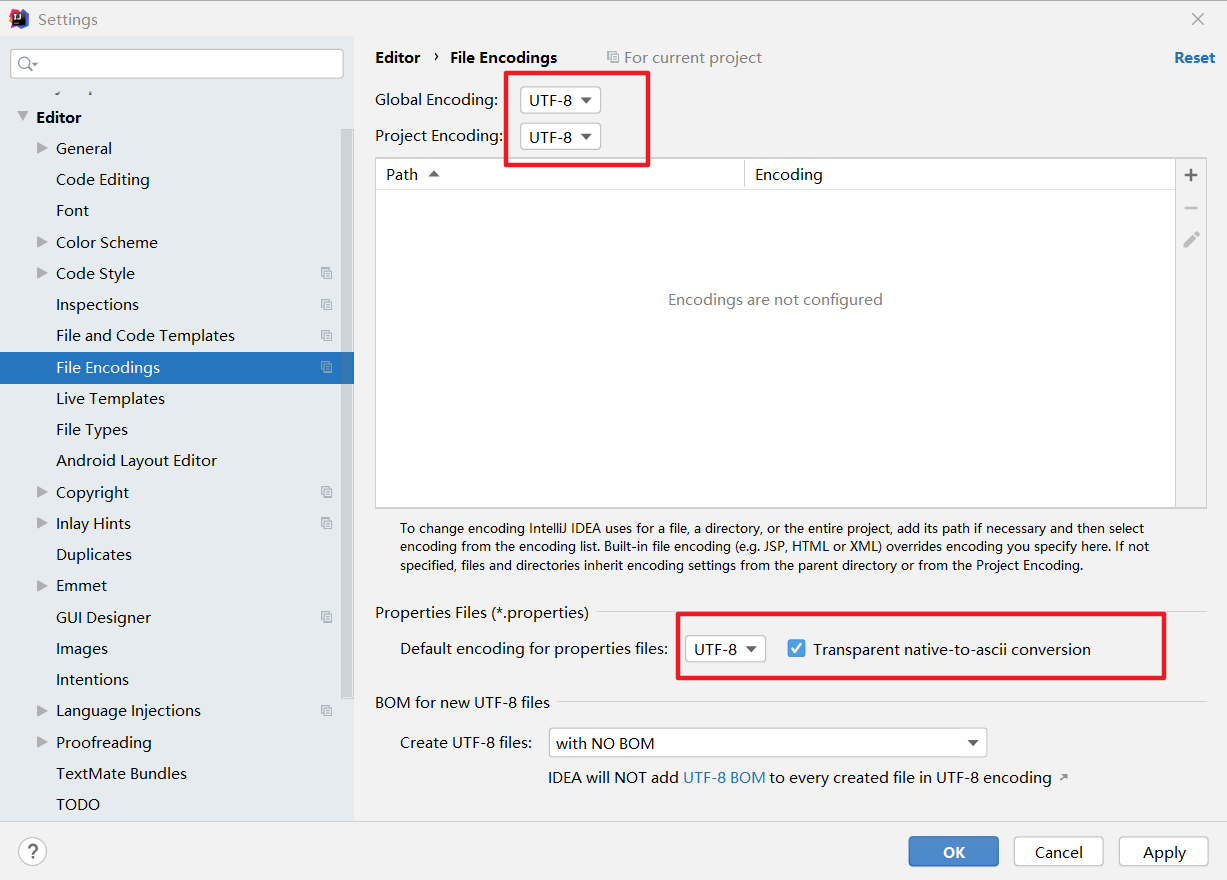 Settings
Editor
General
Code Editing
Font
Color Scheme
Code Style
Inspections
File and Code Templates
File Encodings
Live Templates
File Types
Android Layout Editor
Copyright
Inlay Hints
Duplicates
Emmet
GUI Designer
Images
Intentions
Language Injections
Proofreading
TextMate Bundles
TODO
Editor › File Encodings For current project Reset
Global Encoding: UTF-8
Project Encoding: UTF-8
Path Encoding
Encodings are not configured
To change encoding IntelliJ IDEA uses for a file, a directory, or the entire project, add its path if necessary and then select
encoding from the encoding list. Built-in file encoding (e.g. JSP, HTML or XML) overrides encoding you specify here. If not
specified, files and directories inherit encoding settings from the parent directory or from the Project Encoding.
Properties Files (*.properties)
Default encoding for properties files: UTF-8 Transparent native-to-ascii conversion
BOM for new UTF-8 files
Create UTF-8 files: with NO BOM
IDEA will NOT add UTF-8 BOM to every created file in UTF-8 encoding
? OK Cancel Apply